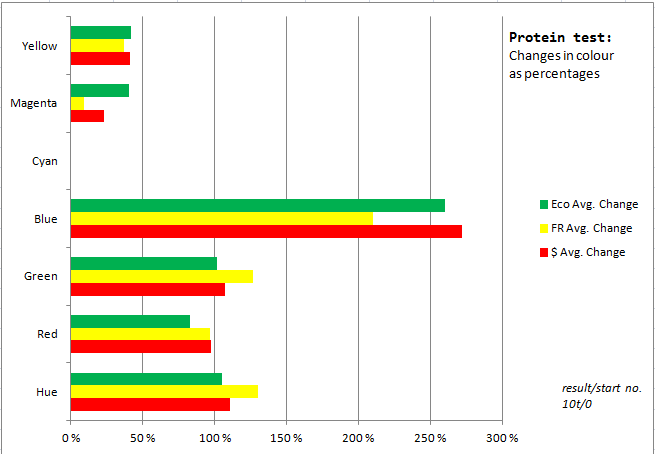 Protein test:
Changes in colour
as percentages
Yellow
Magenta
Cyan
Blue
Green
Red
Hue
Eco Avg. Change
FR Avg. Change
$ Avg. Change
result/start no.
10t/0
0 % 50 % 100 % 150 % 200 % 250 % 300 %